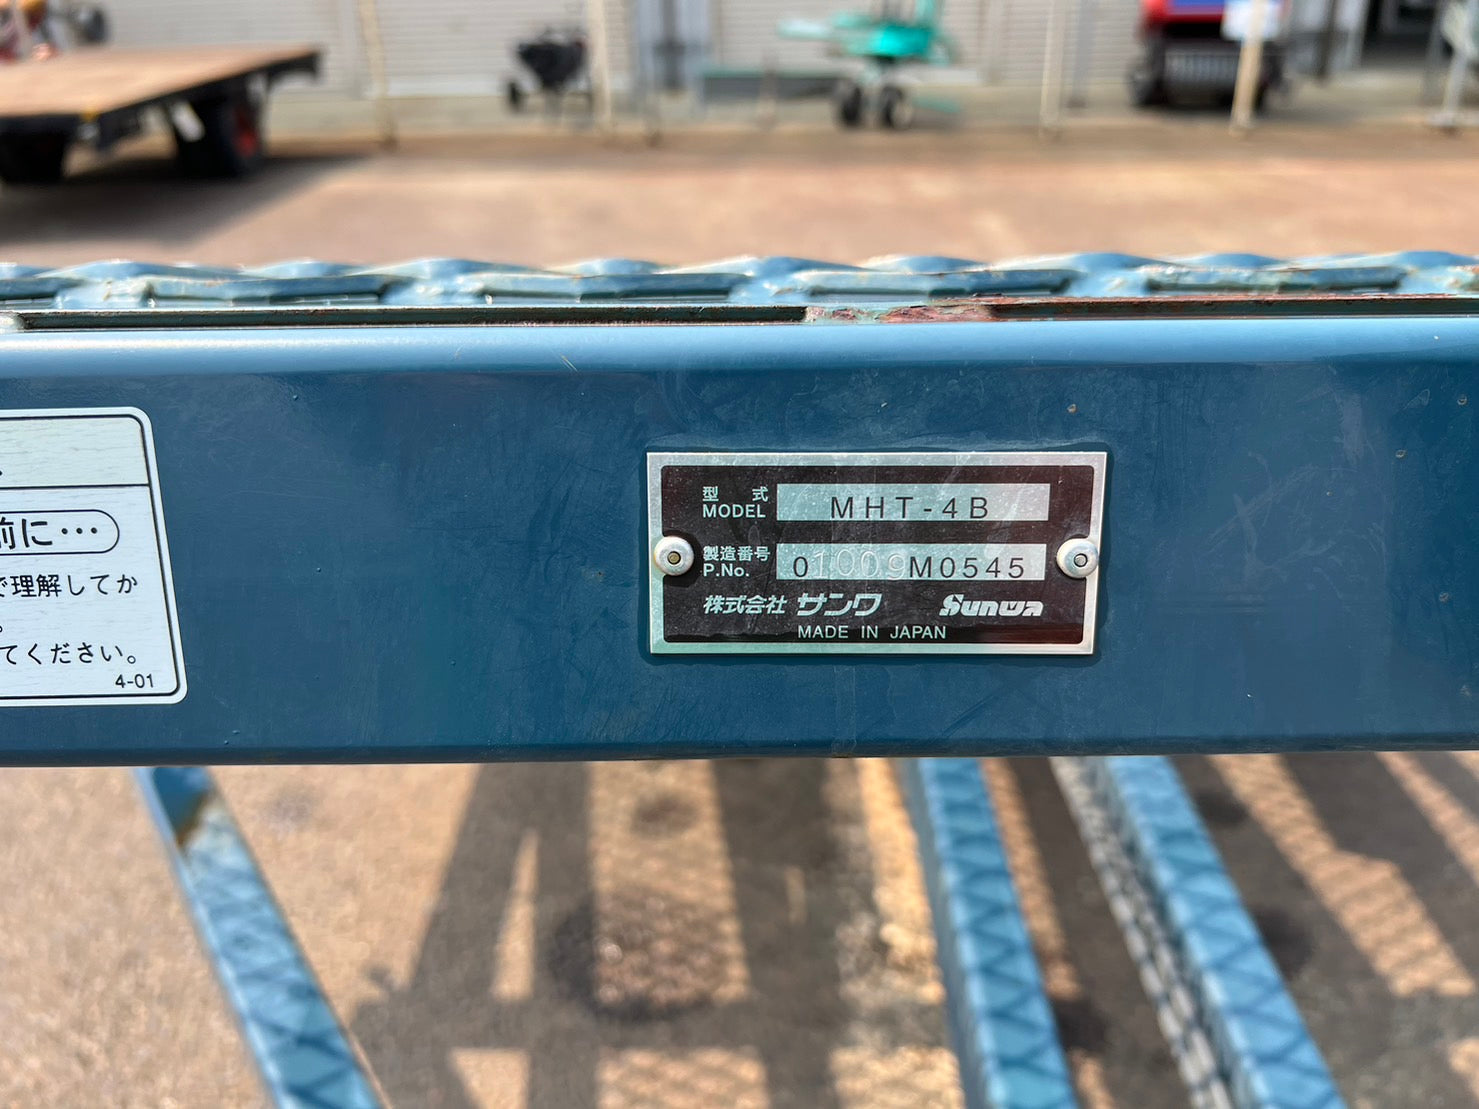 前に…
で理解してか
。
てください。
4-01
型 式
MODEL MHT-4B
製造番号
P.No. 01009M0545
株式会社 サンワ Sunwa
MADE IN JAPAN